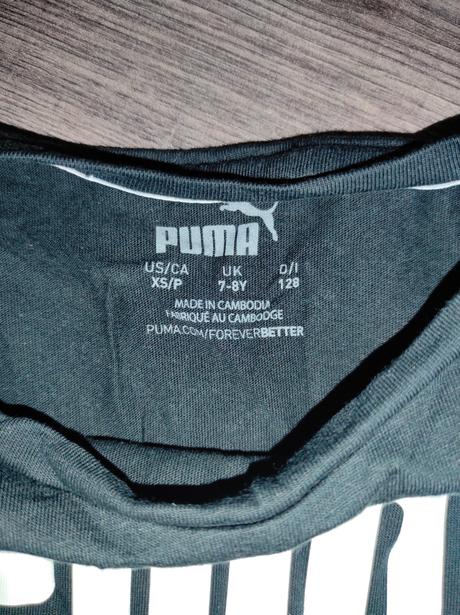 PUMA
US/CA UK D/I
XS/P 7-8Y 128
MADE IN CAMBODIA
FABRIQUÉ AU CAMBODGE
PUMA.COM/FOREVERBETTER